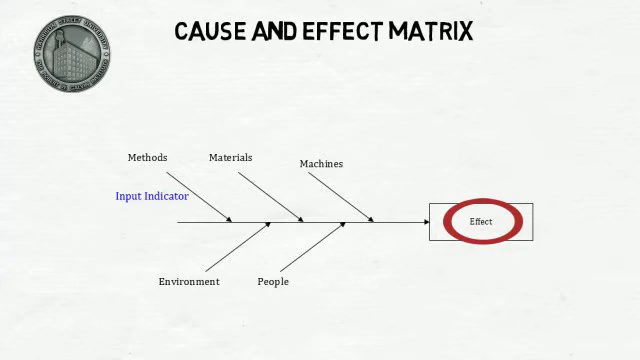 CAUSE AND EFFECT MATRIX
Methods
Materials
Machines
Input Indicator
Effect
Environment
People